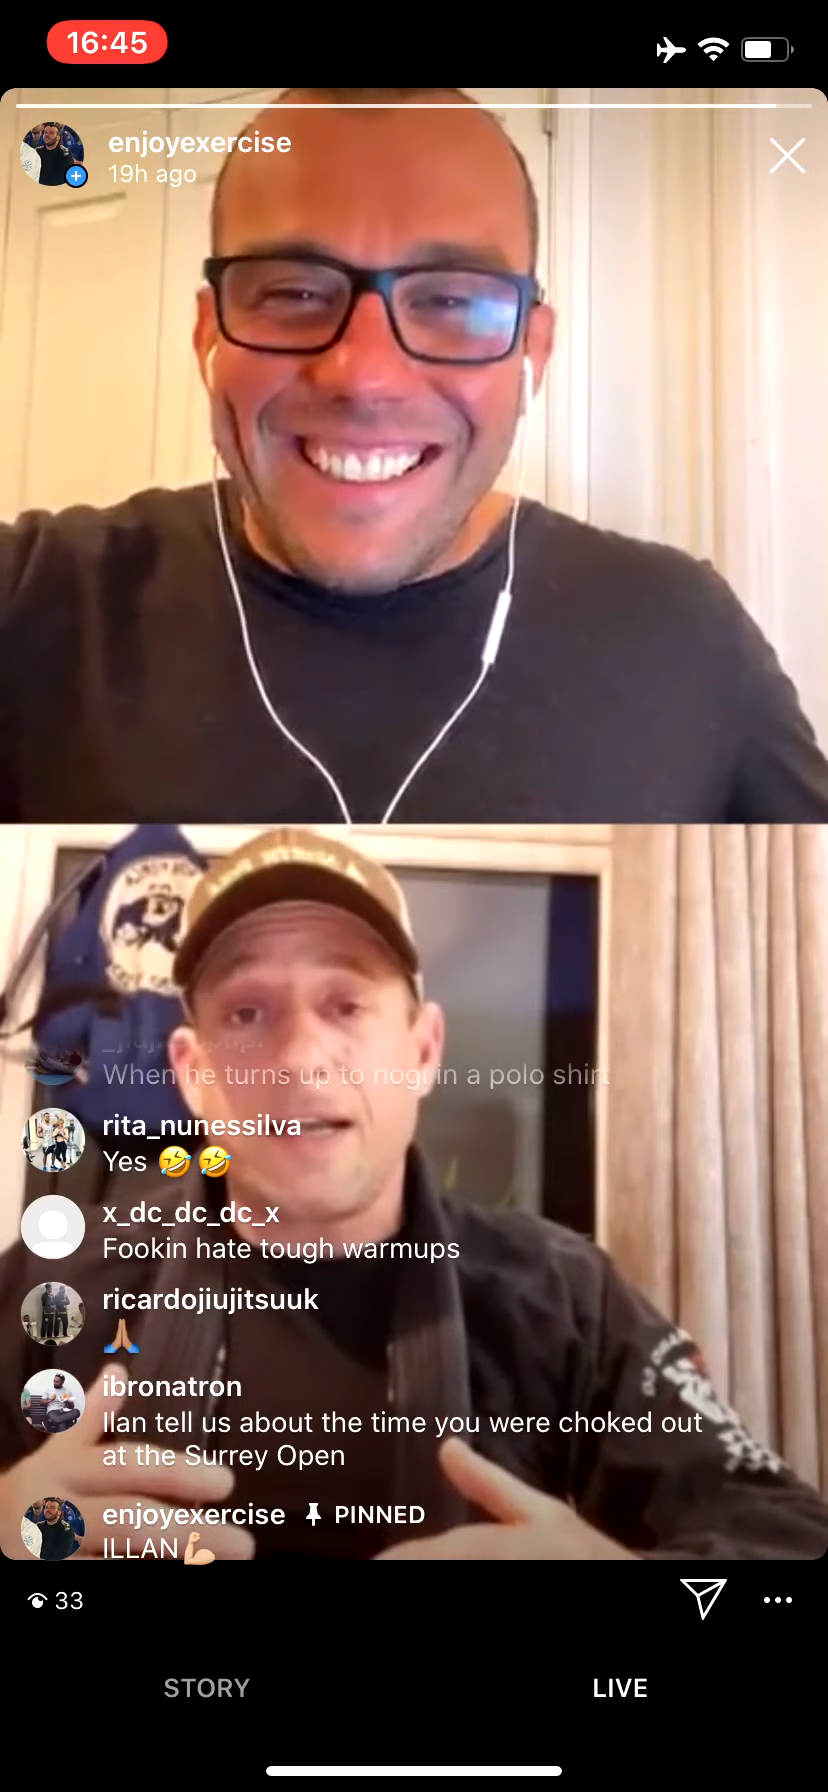 16:45
enjoyexercise
19h ago
When he turns up to nogi in a polo shirt
rita_nunessilva
Yes 🤣🤣
x_dc_dc_dc_x
Fookin hate tough warmups
ricardojiujitsuuk
🙏🏽
ibronatron
Ilan tell us about the time you were choked out
at the Surrey Open
enjoyexercise PINNED
ILLAN💪🏻
33
STORY
LIVE